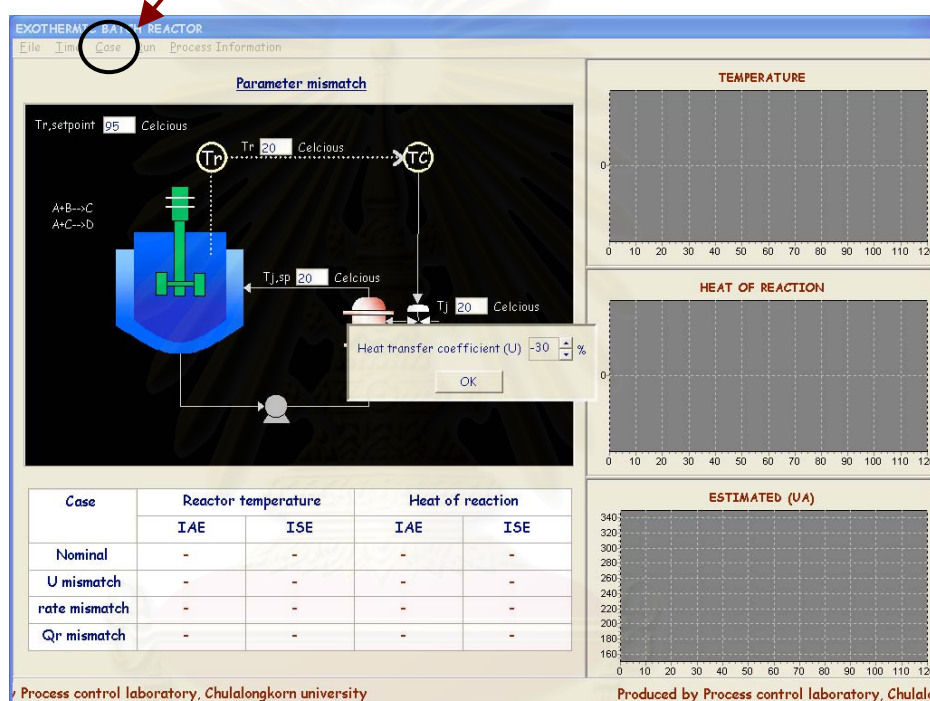 EXOTHERMIC BATCH REACTOR
File Time Case Run Process Information
Parameter mismatch
Tr,setpoint 95 Celcious
Tr Tr 20 Celcious TC
A+B-->C
A+C-->D
Tj,sp 20 Celcious
Tj 20 Celcious
Heat transfer coefficient (U) -30 %
OK
Case Reactor temperature Heat of reaction
IAE ISE IAE ISE
Nominal - - - -
U mismatch - - - -
rate mismatch - - - -
Qr mismatch - - - -
TEMPERATURE
0
0 10 20 30 40 50 60 70 80 90 100 110 12
HEAT OF REACTION
0
0 10 20 30 40 50 60 70 80 90 100 110 12
ESTIMATED (UA)
340
320
300
280
260
240
220
200
180
160
0 10 20 30 40 50 60 70 80 90 100 110 120
Process control laboratory, Chulalongkorn university
Produced by Process control laboratory, Chulal